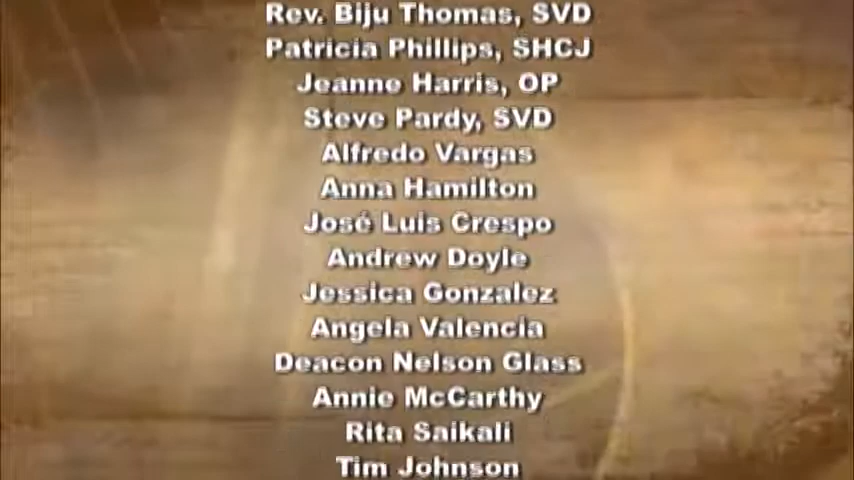 Rev. Biju Thomas, SVD
Patricia Phillips, SHCJ
Jeanne Harris, OP
Steve Pardy, SVD
Alfredo Vargas
Anna Hamilton
José Luis Crespo
Andrew Doyle
Jessica Gonzalez
Angela Valencia
Deacon Nelson Glass
Annie McCarthy
Rita Saikali
Tim Johnson